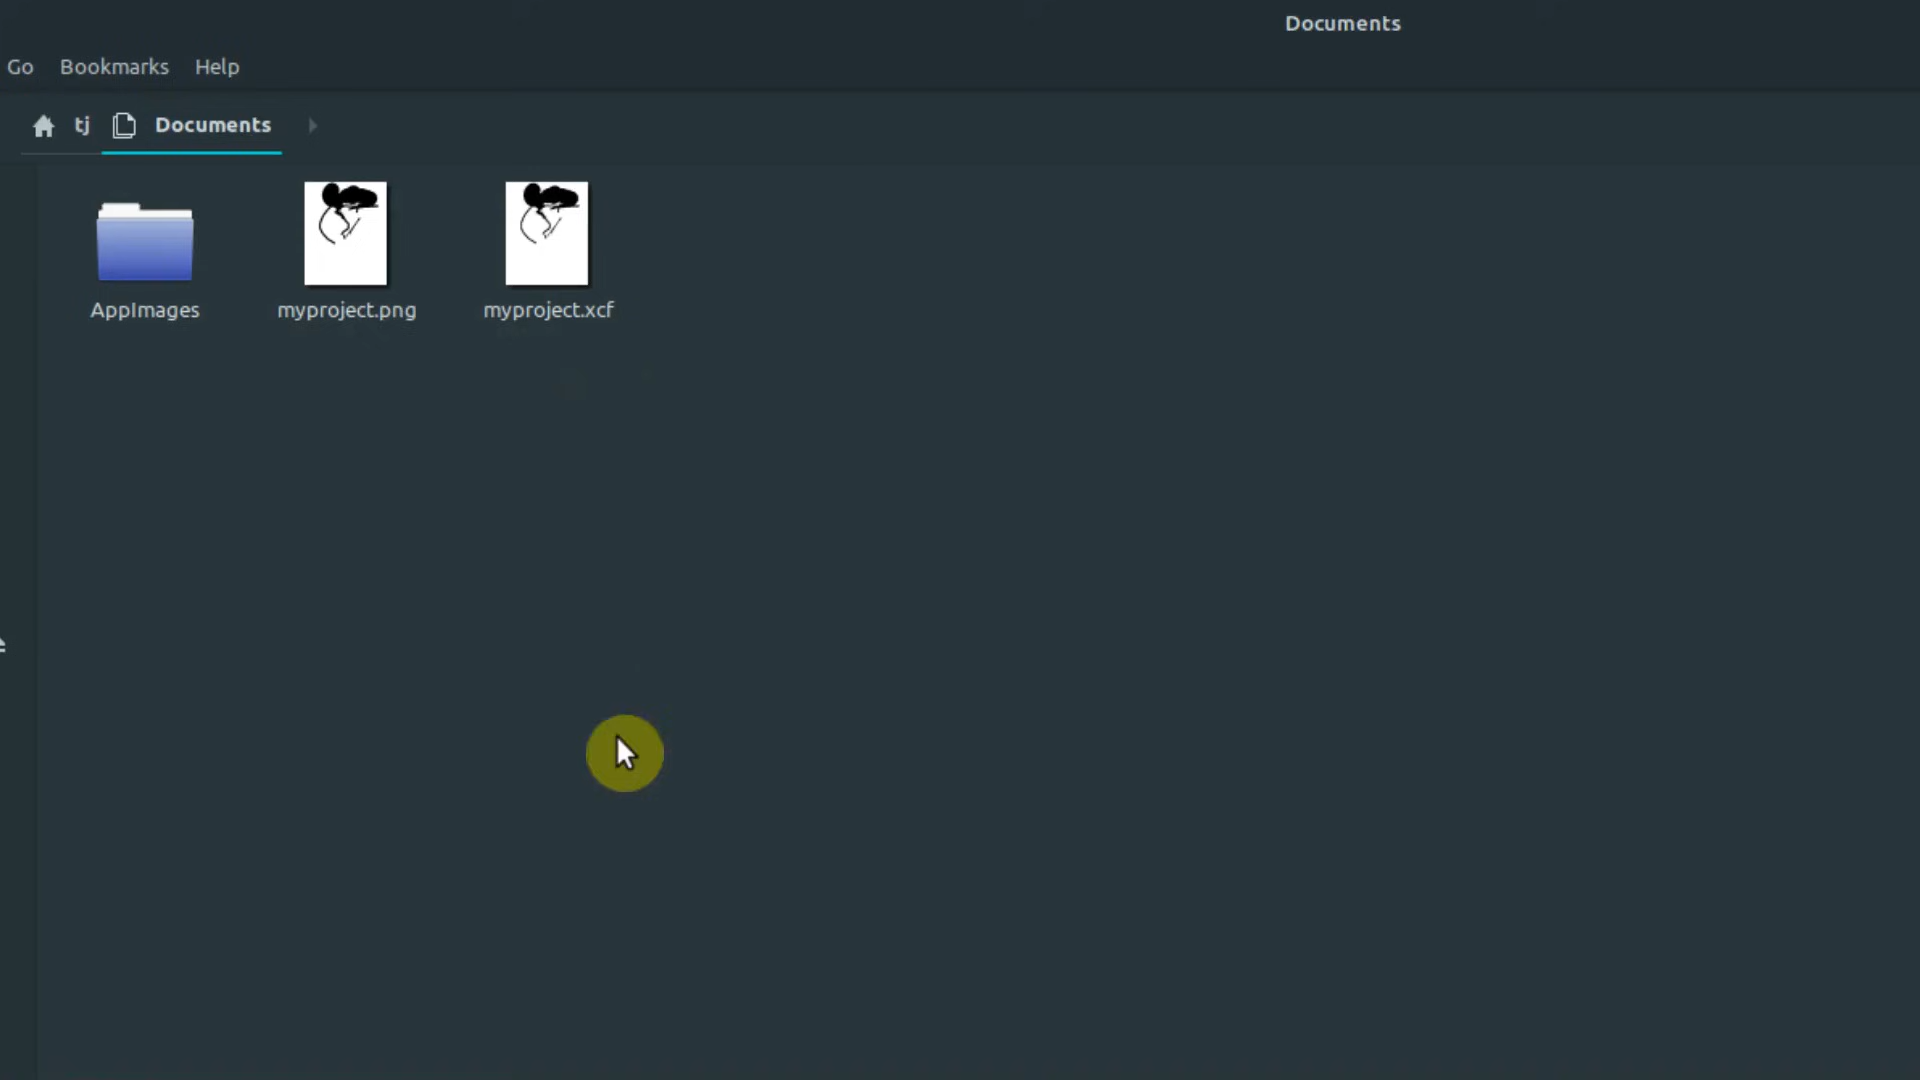 Documents
Go Bookmarks Help
tj Documents
AppImages myproject.png myproject.xcf